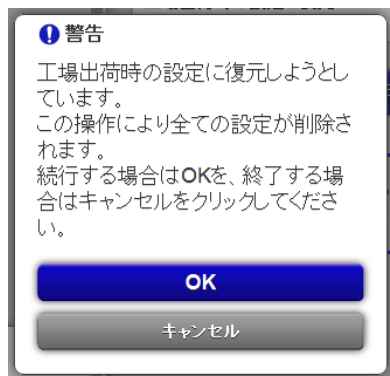 警告
工場出荷時の設定に復元しようとし
ています。
この操作により全ての設定が削除さ
れます。
続行する場合はOKを、終了する場
合はキャンセルをクリックしてくださ
い。
OK
キャンセル